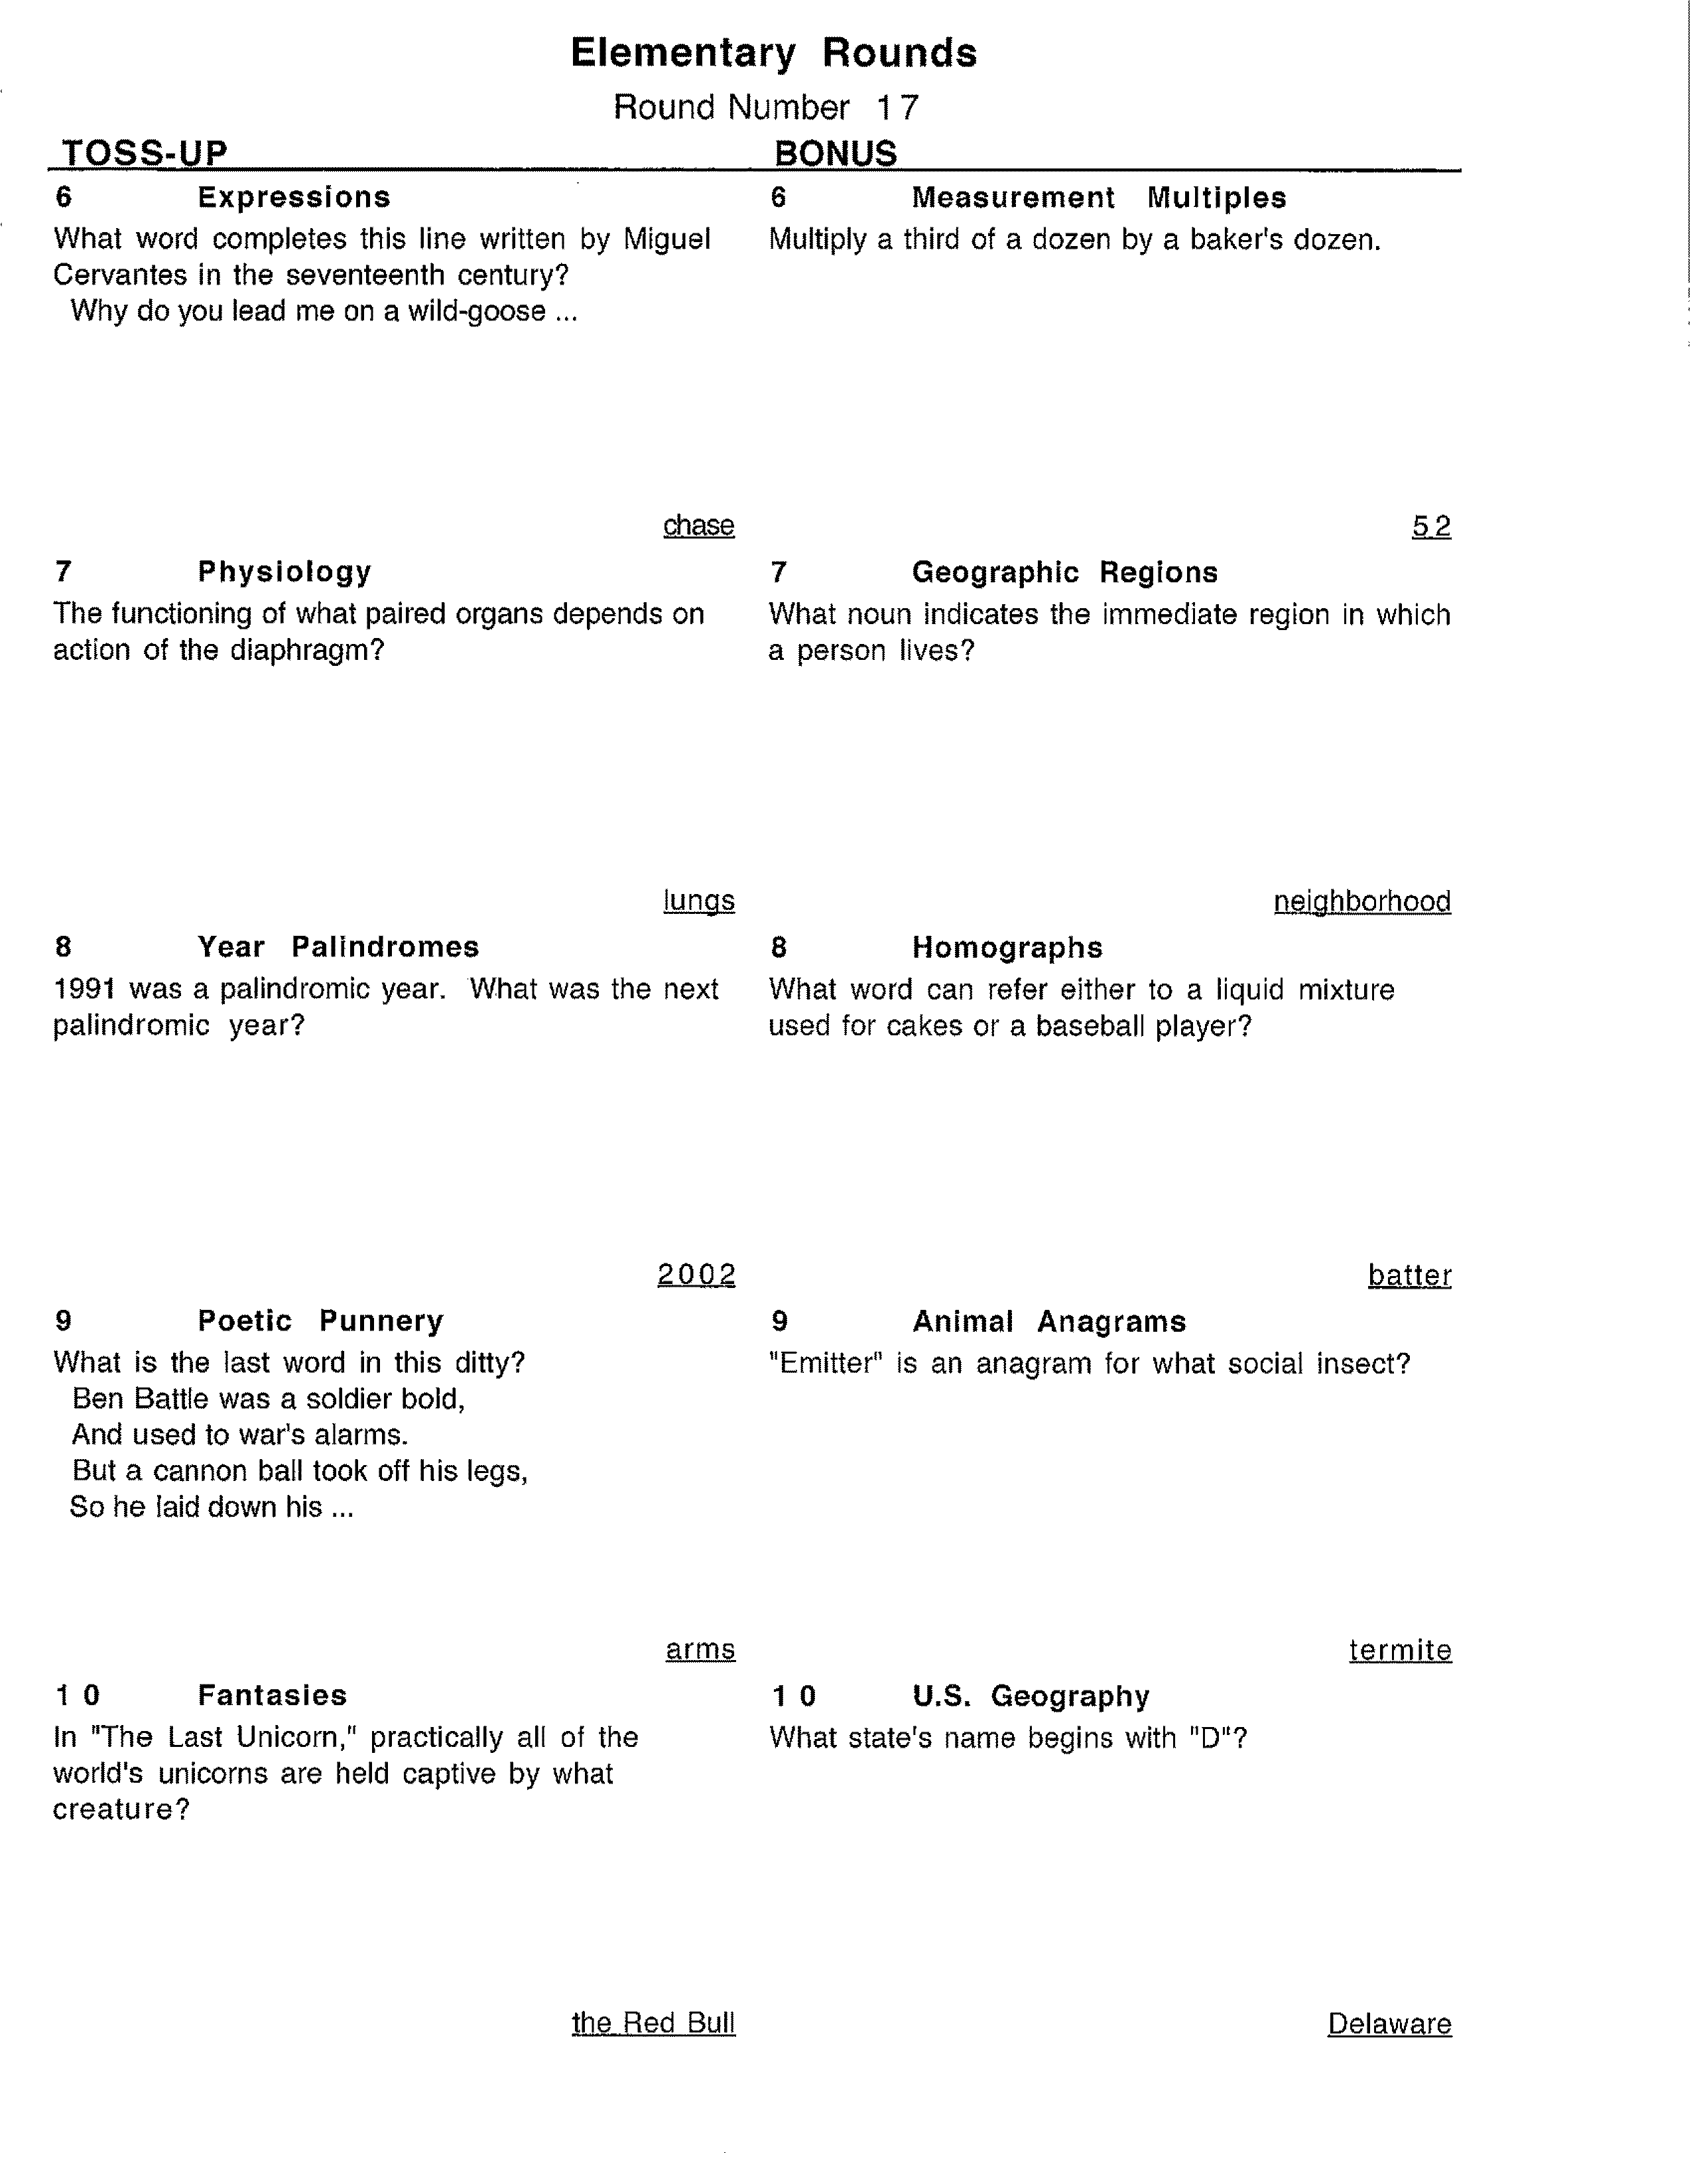 Elementary Rounds
Round Number 17
TOSS-UP
BONUS
6 Expressions
What word completes this line written by Miguel
Cervantes in the seventeenth century?
Why do you lead me on a wild-goose ...
chase
6 Measurement Multiples
Multiply a third of a dozen by a baker's dozen.
52
7 Physiology
The functioning of what paired organs depends on
action of the diaphragm?
lungs
7 Geographic Regions
What noun indicates the immediate region in which
a person lives?
neighborhood
8 Year Palindromes
1991 was a palindromic year. What was the next
palindromic year?
2002
8 Homographs
What word can refer either to a liquid mixture
used for cakes or a baseball player?
batter
9 Poetic Punnery
What is the last word in this ditty?
Ben Battle was a soldier bold,
And used to war's alarms.
But a cannon ball took off his legs,
So he laid down his ...
arms
9 Animal Anagrams
"Emitter" is an anagram for what social insect?
termite
10 Fantasies
In "The Last Unicorn," practically all of the
world's unicorns are held captive by what
creature?
the Red Bull
10 U.S. Geography
What state's name begins with "D"?
Delaware